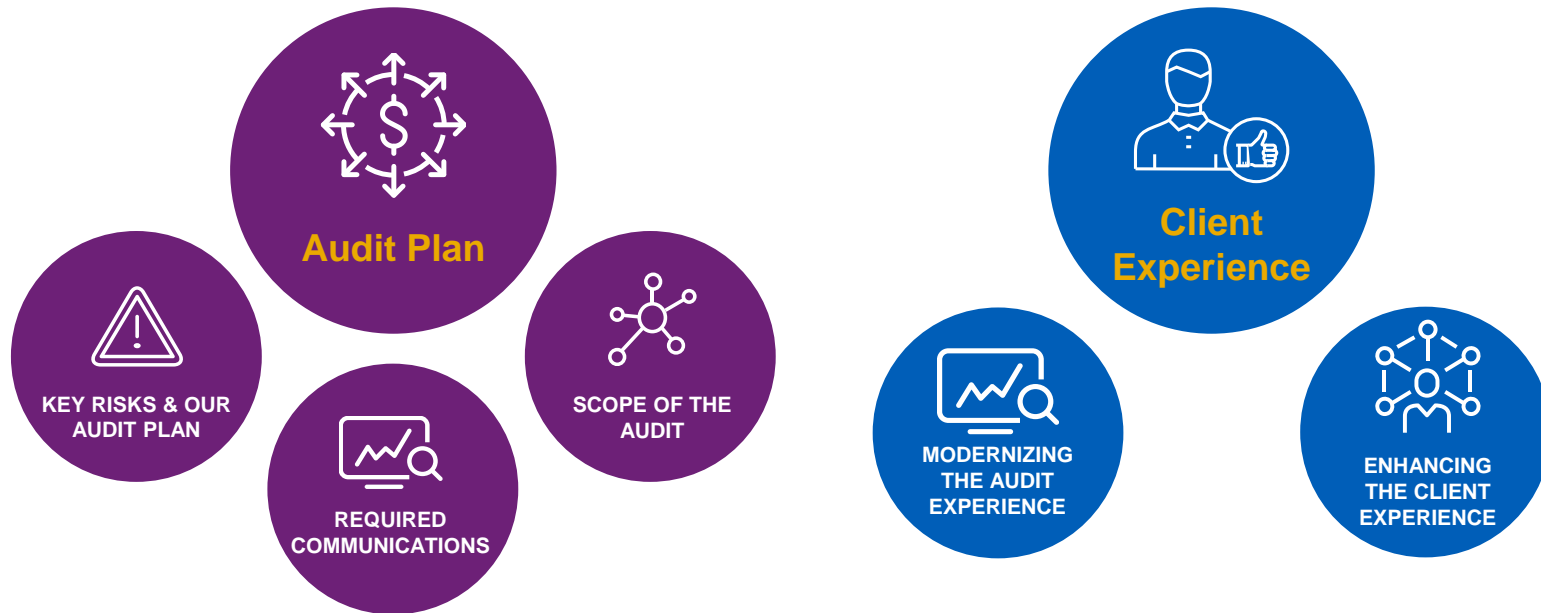 Audit Plan
KEY RISKS & OUR
AUDIT PLAN
REQUIRED
COMMUNICATIONS
SCOPE OF THE
AUDIT
Client
Experience
MODERNIZING
THE AUDIT
EXPERIENCE
ENHANCING
THE CLIENT
EXPERIENCE